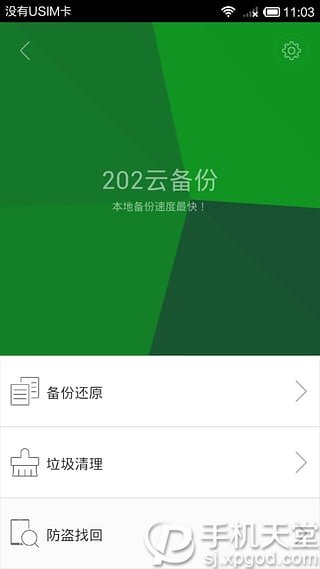 没有USIM卡 11:03
202云备份
本地备份速度最快！
备份还原
垃圾清理
防盗找回
手机天堂
sj.xpgod.com